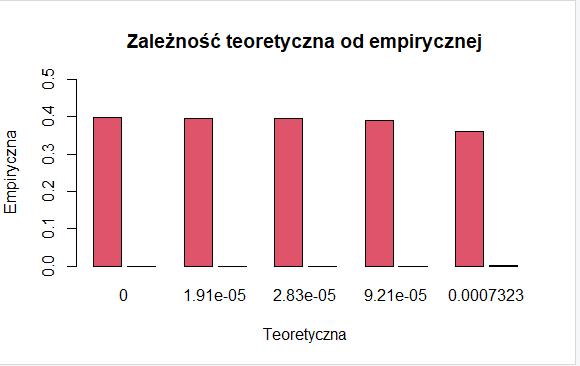 Zależność teoretyczna od empirycznej
Empiryczna
0.5
0.4
0.3
0.2
0.1
0.0
0 1.91e-05 2.83e-05 9.21e-05 0.0007323
Teoretyczna